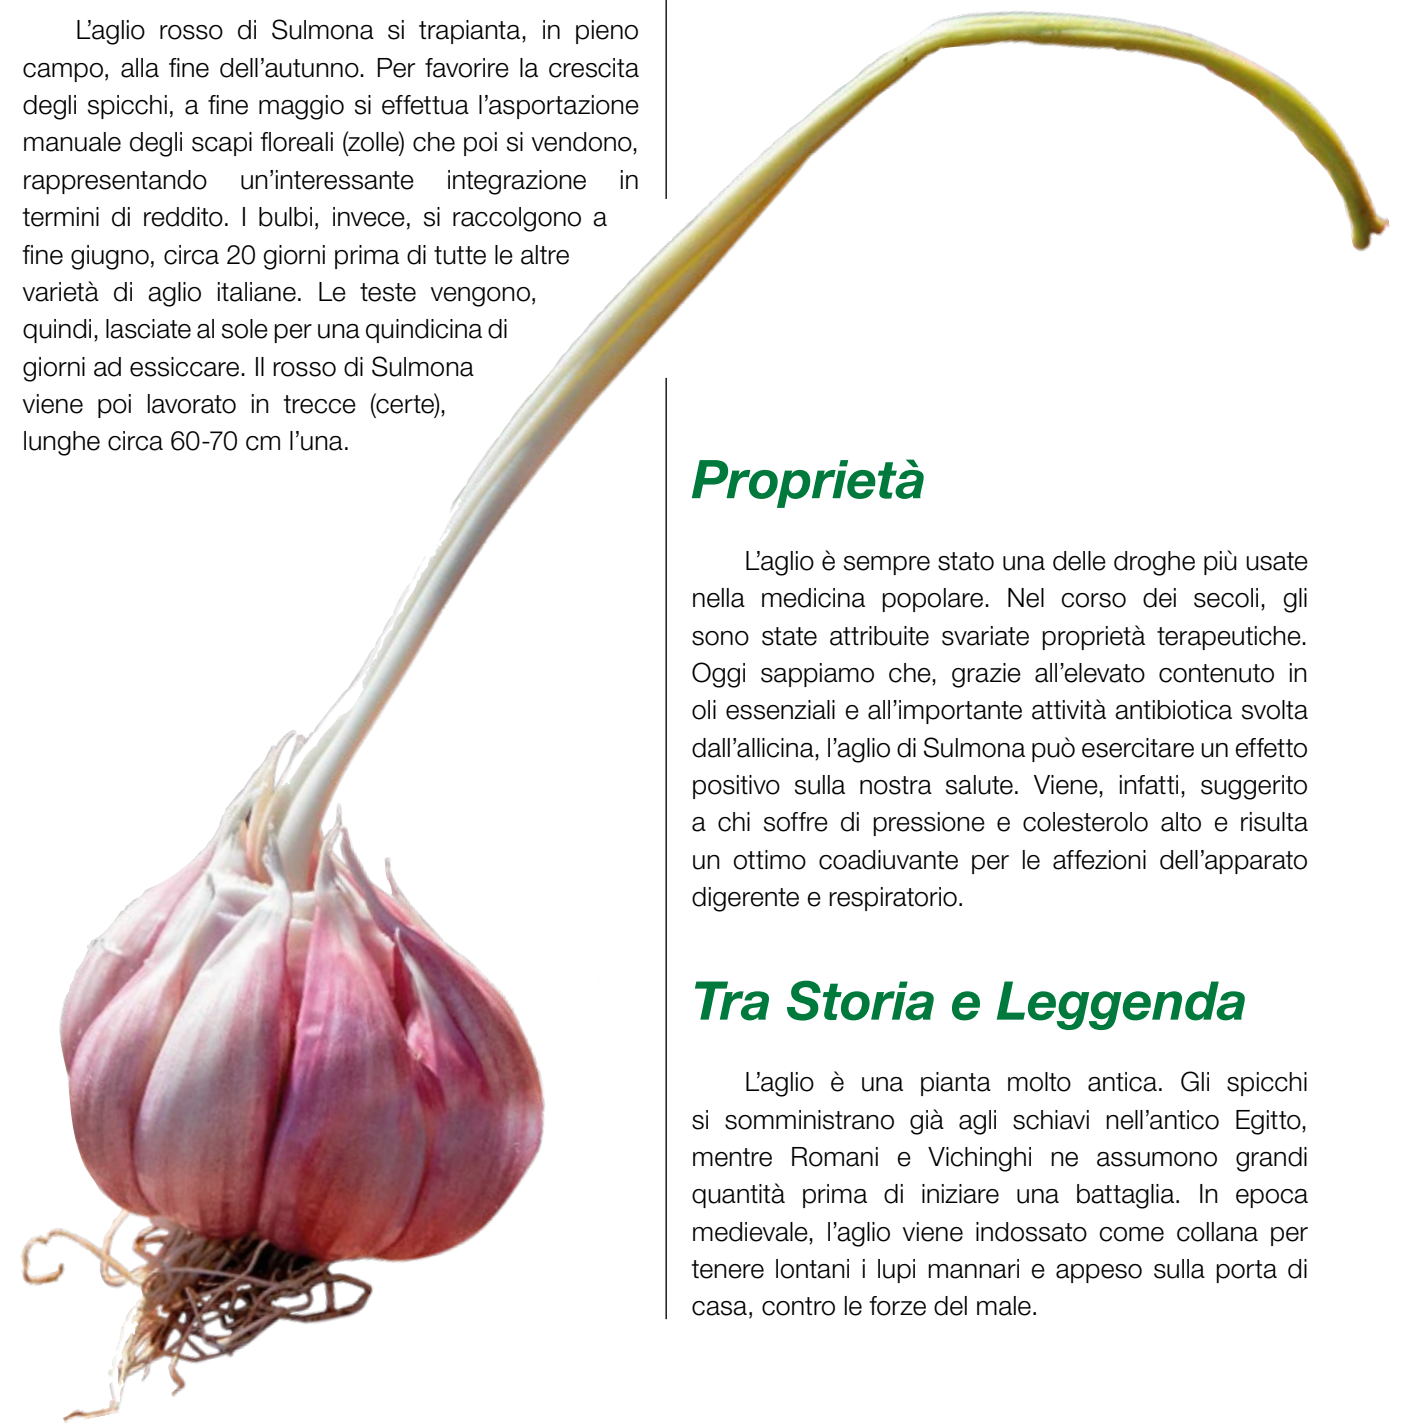 L’aglio rosso di Sulmona si trapianta, in pieno
campo, alla fine dell’autunno. Per favorire la crescita
degli spicchi, a fine maggio si effettua l’asportazione
manuale degli scapi floreali (zolle) che poi si vendono,
rappresentando un’interessante integrazione in
termini di reddito. I bulbi, invece, si raccolgono a
fine giugno, circa 20 giorni prima di tutte le altre
varietà di aglio italiane. Le teste vengono,
quindi, lasciate al sole per una quindicina di
giorni ad essiccare. Il rosso di Sulmona
viene poi lavorato in trecce (certe),
lunghe circa 60-70 cm l’una.
Proprietà
L’aglio è sempre stato una delle droghe più usate
nella medicina popolare. Nel corso dei secoli, gli
sono state attribuite svariate proprietà terapeutiche.
Oggi sappiamo che, grazie all’elevato contenuto in
oli essenziali e all’importante attività antibiotica svolta
dall’allicina, l’aglio di Sulmona può esercitare un effetto
positivo sulla nostra salute. Viene, infatti, suggerito
a chi soffre di pressione e colesterolo alto e risulta
un ottimo coadiuvante per le affezioni dell’apparato
digerente e respiratorio.
Tra Storia e Leggenda
L’aglio è una pianta molto antica. Gli spicchi
si somministrano già agli schiavi nell’antico Egitto,
mentre Romani e Vichinghi ne assumono grandi
quantità prima di iniziare una battaglia. In epoca
medievale, l’aglio viene indossato come collana per
tenere lontani i lupi mannari e appeso sulla porta di
casa, contro le forze del male.